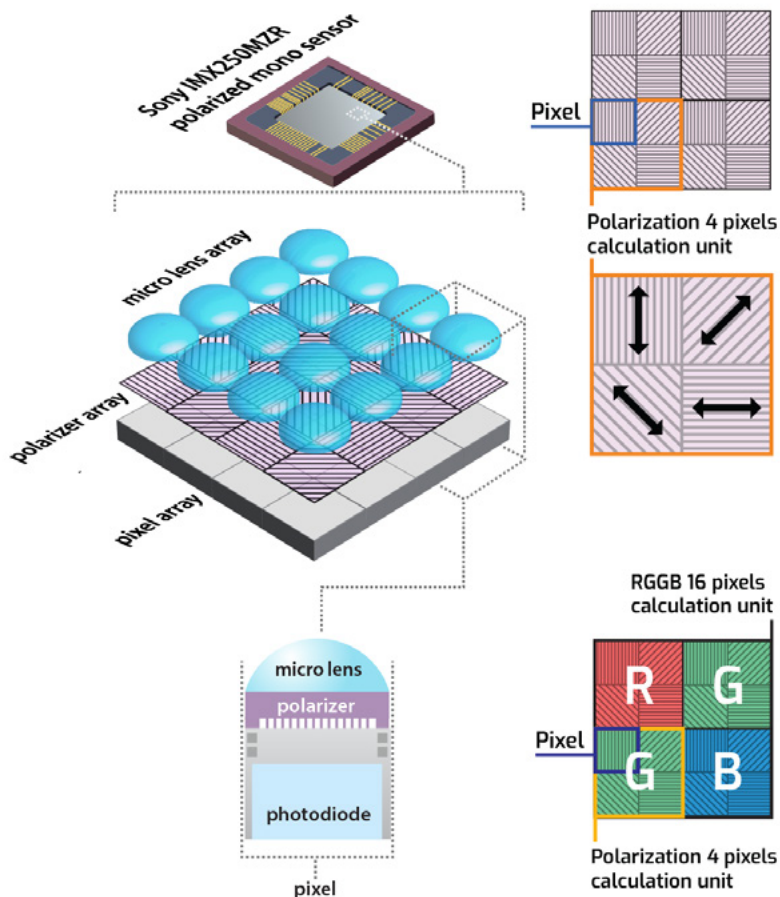 Sony IMX250MZR
polarized mono sensor
Pixel
Polarization 4 pixels
calculation unit
micro lens array
polarizer array
pixel array
RGGB 16 pixels
calculation unit
micro lens
polarizer
photodiode
pixel
R
G
Pixel
G
B
Polarization 4 pixels
calculation unit